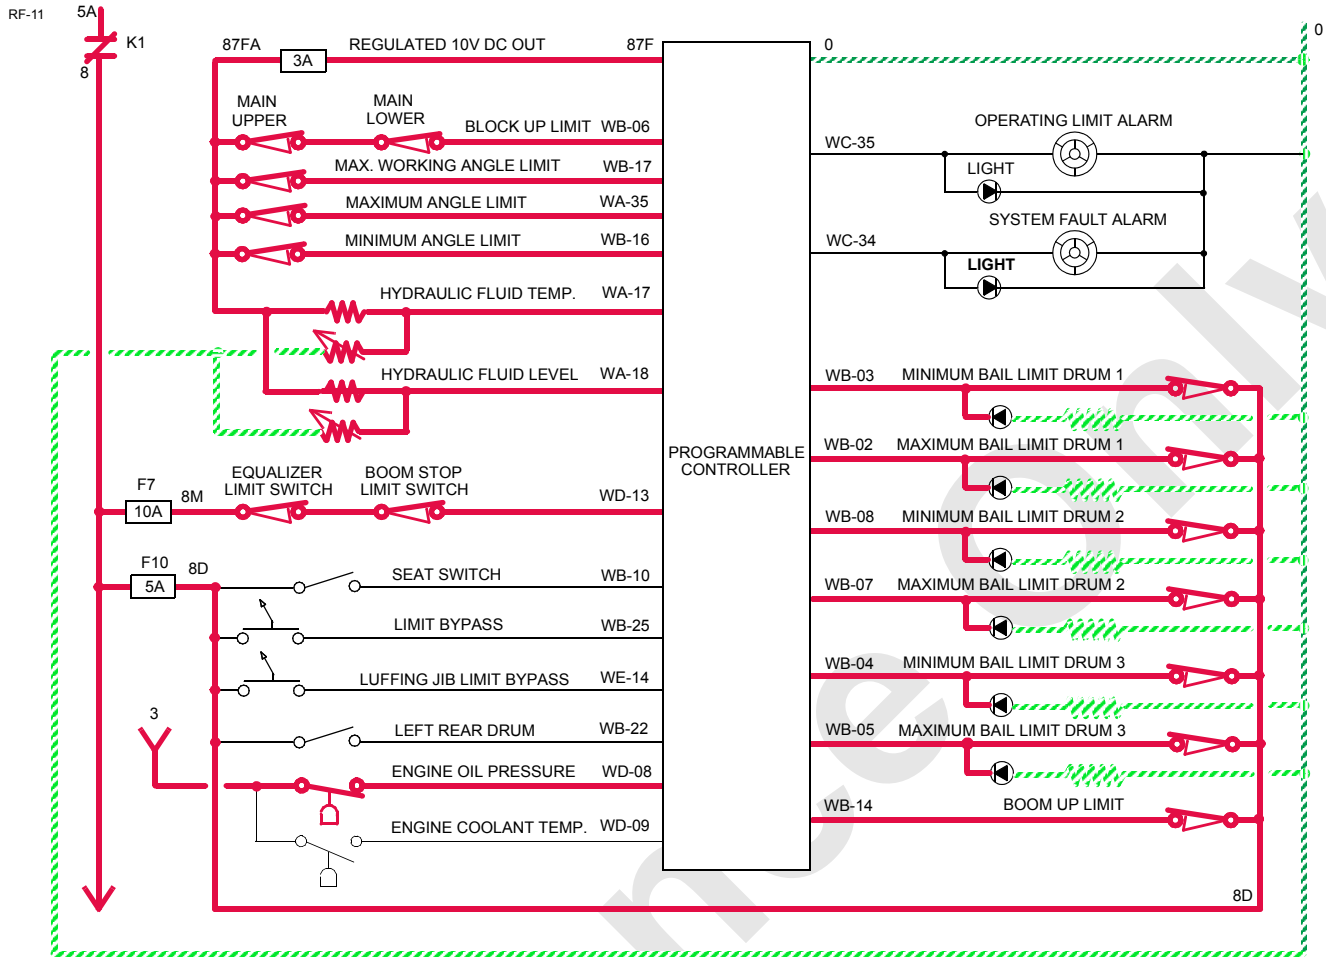 RF-11
5A
K1
8
87FA
REGULATED 10V DC OUT
87F
3A
0
0
MAIN
UPPER
MAIN
LOWER
BLOCK UP LIMIT
WB-06
MAX. WORKING ANGLE LIMIT
WB-17
MAXIMUM ANGLE LIMIT
WA-35
MINIMUM ANGLE LIMIT
WB-16
HYDRAULIC FLUID TEMP.
WA-17
HYDRAULIC FLUID LEVEL
WA-18
F7
10A
8M
EQUALIZER
LIMIT SWITCH
BOOM STOP
LIMIT SWITCH
WD-13
F10
5A
8D
SEAT SWITCH
WB-10
LIMIT BYPASS
WB-25
LUFFING JIB LIMIT BYPASS
WE-14
3
LEFT REAR DRUM
WB-22
ENGINE OIL PRESSURE
WD-08
ENGINE COOLANT TEMP.
WD-09
PROGRAMMABLE
CONTROLLER
WC-35
OPERATING LIMIT ALARM
LIGHT
WC-34
SYSTEM FAULT ALARM
LIGHT
WB-03
MINIMUM BAIL LIMIT DRUM 1
WB-02
MAXIMUM BAIL LIMIT DRUM 1
WB-08
MINIMUM BAIL LIMIT DRUM 2
WB-07
MAXIMUM BAIL LIMIT DRUM 2
WB-04
MINIMUM BAIL LIMIT DRUM 3
WB-05
MAXIMUM BAIL LIMIT DRUM 3
WB-14
BOOM UP LIMIT
8D
nce Only